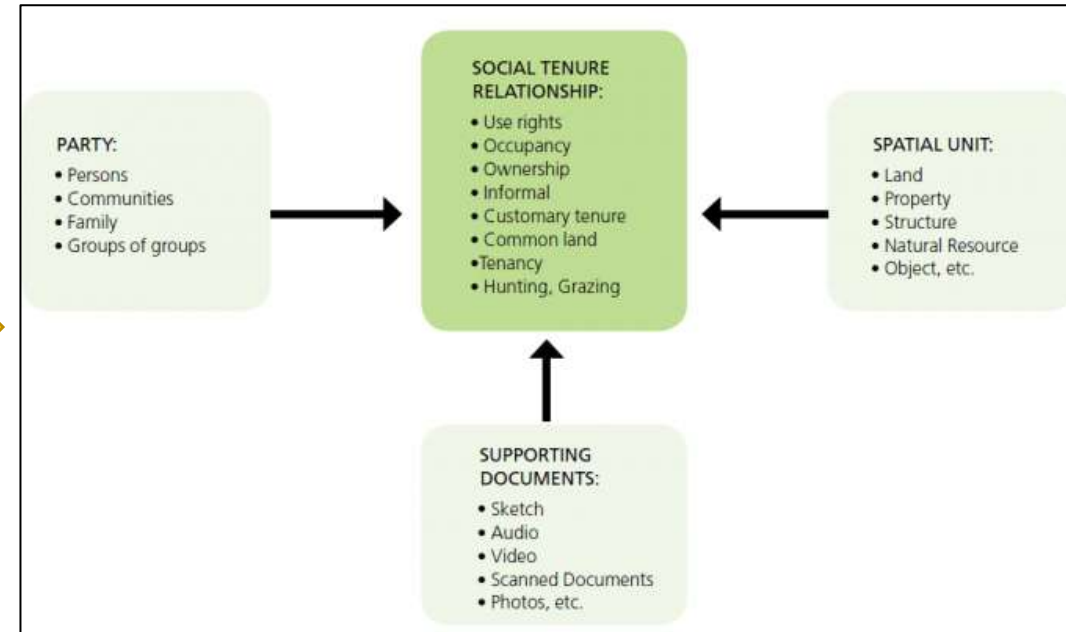 SOCIAL TENURE
RELATIONSHIP:
• Use rights
• Occupancy
• Ownership
• Informal
• Customary tenure
• Common land
•Tenancy
• Hunting, Grazing
PARTY:
• Persons
• Communities
• Family
• Groups of groups
SPATIAL UNIT:
• Land
• Property
• Structure
• Natural Resource
• Object, etc.
SUPPORTING
DOCUMENTS:
• Sketch
• Audio
• Video
• Scanned Documents
• Photos, etc.